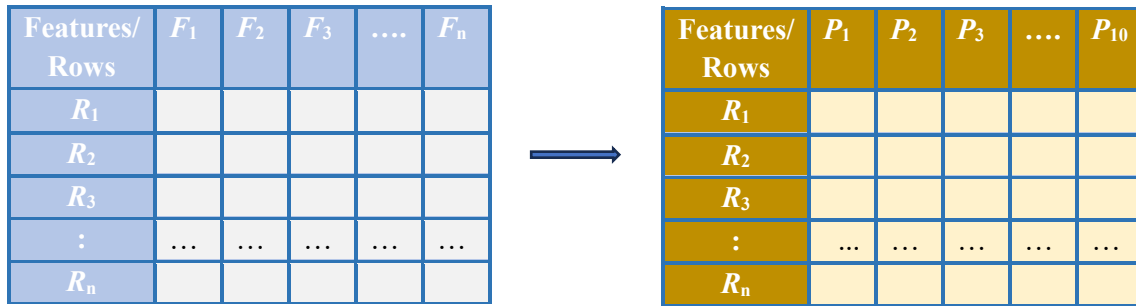 Features/ Rows F1 F2 F3 …. Fn
R1
R2
R3
: … … … … …
Rn
Features/ Rows P1 P2 P3 …. P10
R1
R2
R3
: ... … … … …
Rn